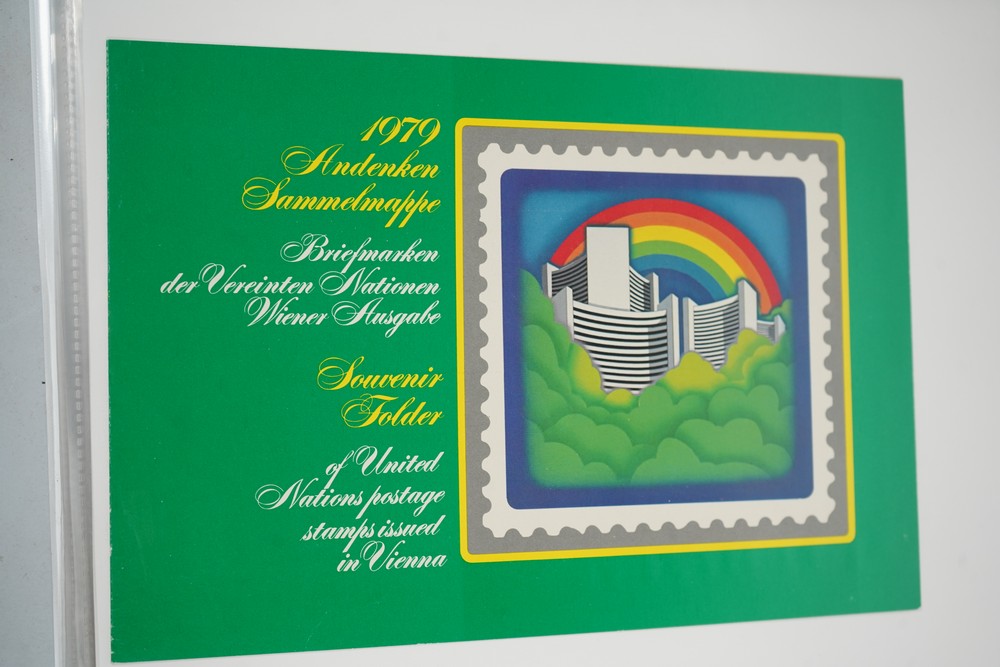 1979
Andenken
Sammelmappe
Briefmarken
der Vereinten Nationen
Wiener Ausgabe
Souvenir
Folder
of United
Nations postage
stamps issued
in Vienna